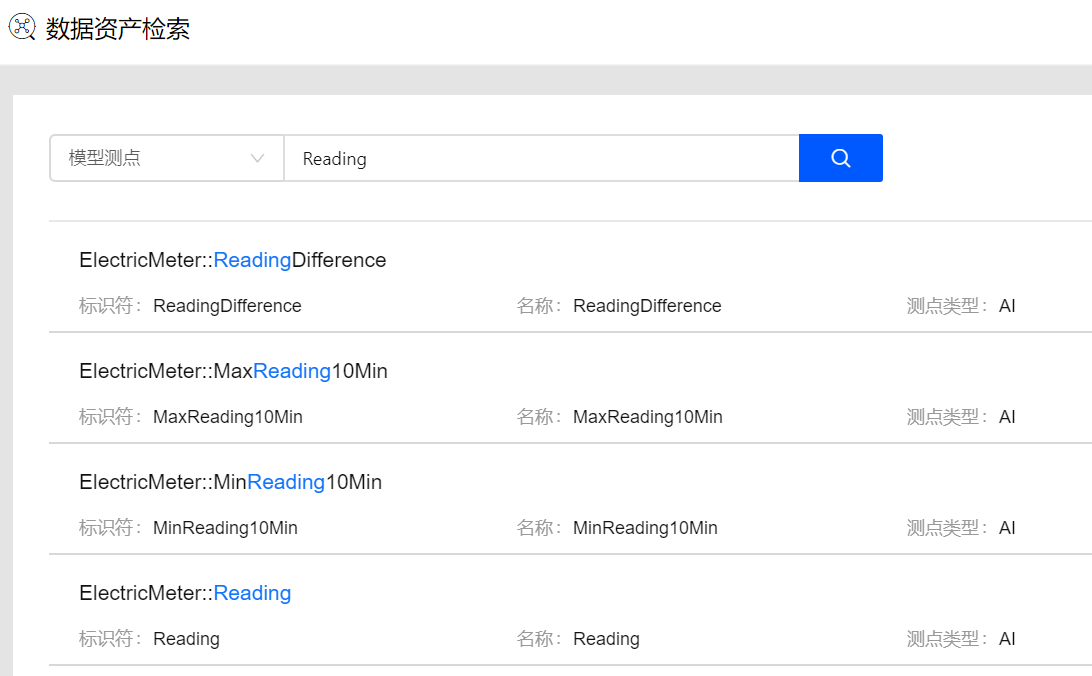 数据资产检索
模型测点 Reading
ElectricMeter::ReadingDifference
标识符： ReadingDifference 名称： ReadingDifference 测点类型： AI
ElectricMeter::MaxReading10Min
标识符： MaxReading10Min 名称： MaxReading10Min 测点类型： AI
ElectricMeter::MinReading10Min
标识符： MinReading10Min 名称： MinReading10Min 测点类型： AI
ElectricMeter::Reading
标识符： Reading 名称： Reading 测点类型： AI